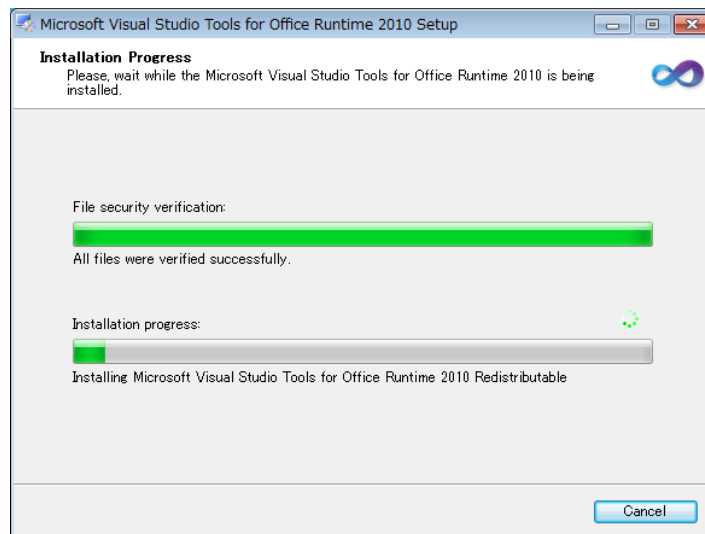 Microsoft Visual Studio Tools for Office Runtime 2010 Setup
Installation Progress
Please, wait while the Microsoft Visual Studio Tools for Office Runtime 2010 is being
installed.
File security verification:
All files were verified successfully.
Installation progress:
Installing Microsoft Visual Studio Tools for Office Runtime 2010 Redistributable
Cancel